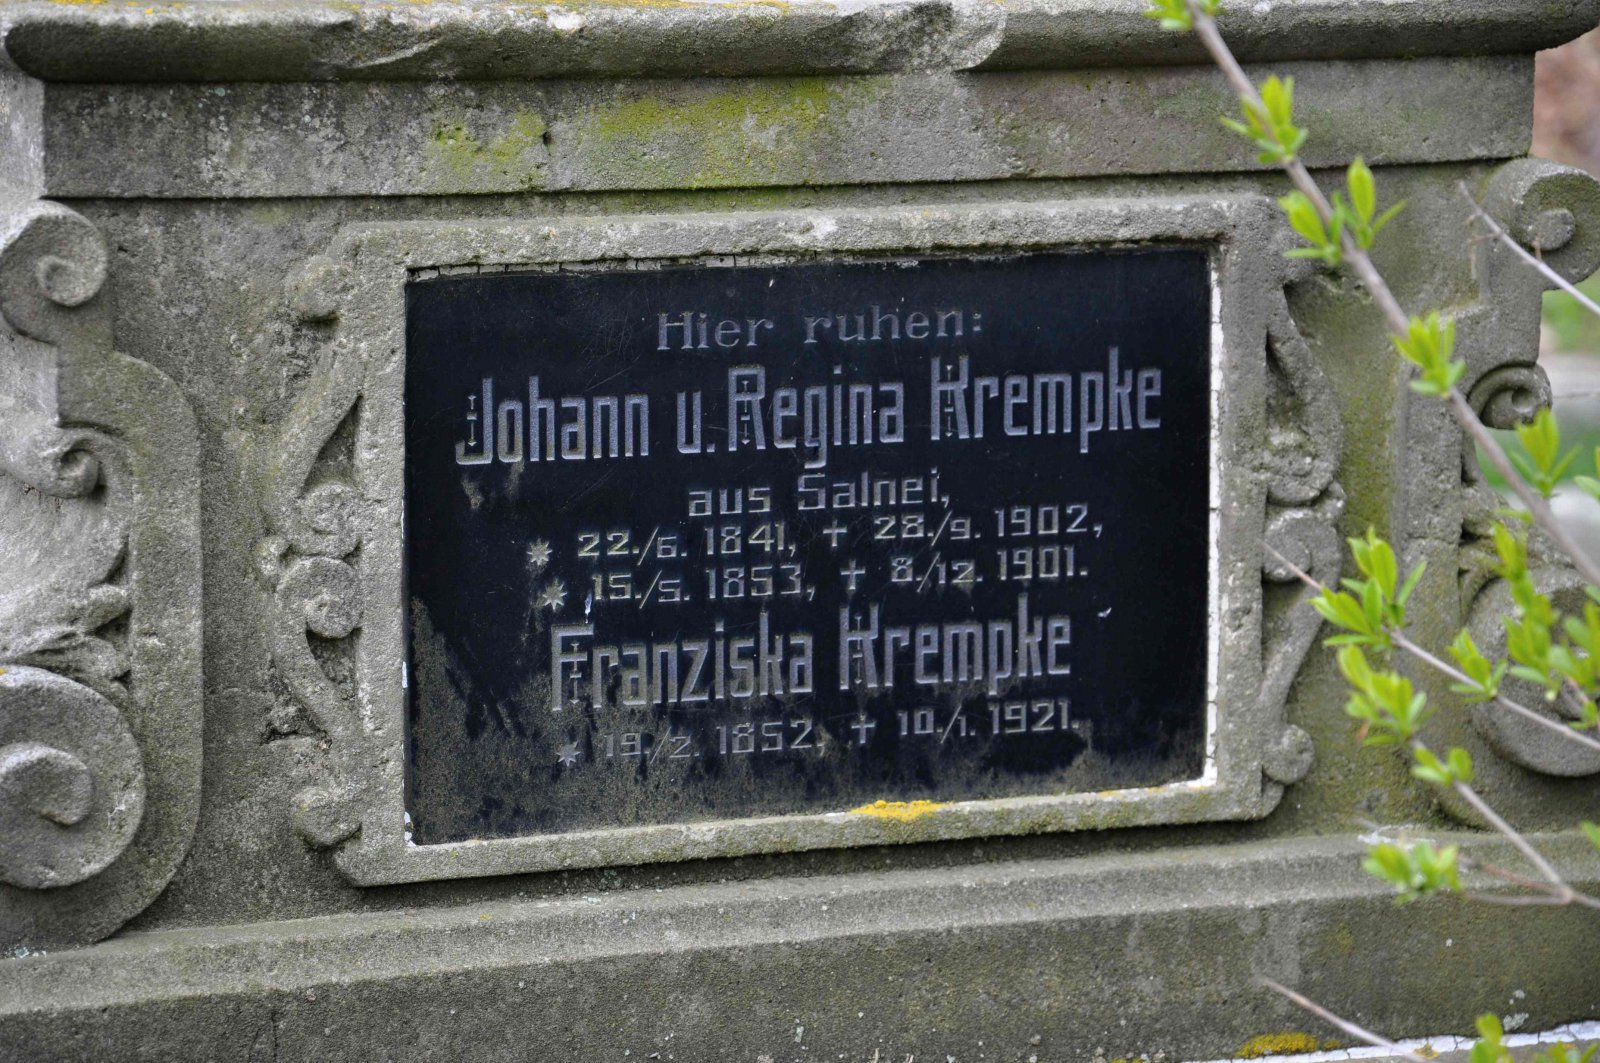 Hier ruhen:
Johann u. Regina Krempke
aus Salnei,
* 22./6. 1841, † 28./9. 1902,
* 15./5. 1853, † 8./12. 1901.
Franziska Krempke
* 19./2. 1852, † 10./1. 1921.